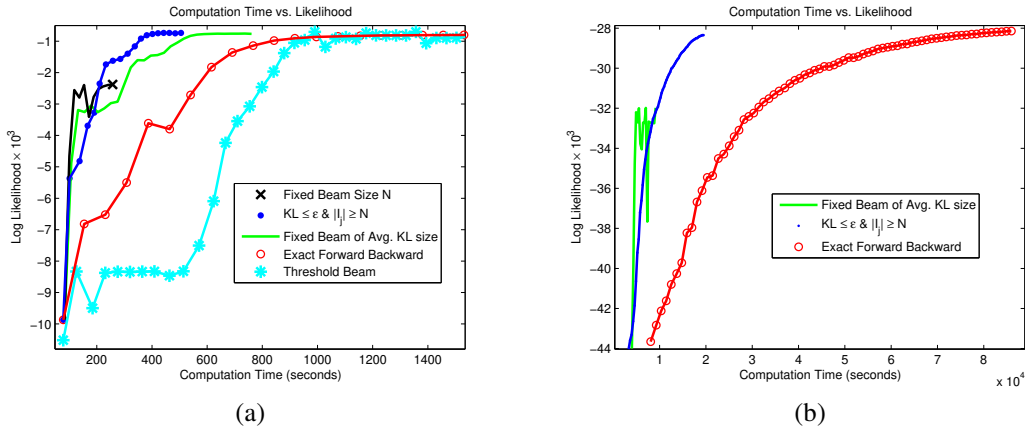 Computation Time vs. Likelihood
Log Likelihood × 10³
−1
−2
−3
−4
−5
−6
−7
−8
−9
−10
200 400 600 800 1000 1200 1400
Computation Time (seconds)
Fixed Beam Size N
KL ≤ ε & |I_j| ≥ N
Fixed Beam of Avg. KL size
Exact Forward Backward
Threshold Beam
(a)
Computation Time vs. Likelihood
Log Likelihood × 10³
−28
−30
−32
−34
−36
−38
−40
−42
−44
1 2 3 4 5 6 7 8
x 10⁴
Computation Time (seconds)
Fixed Beam of Avg. KL size
KL ≤ ε & |I_j| ≥ N
Exact Forward Backward
(b)